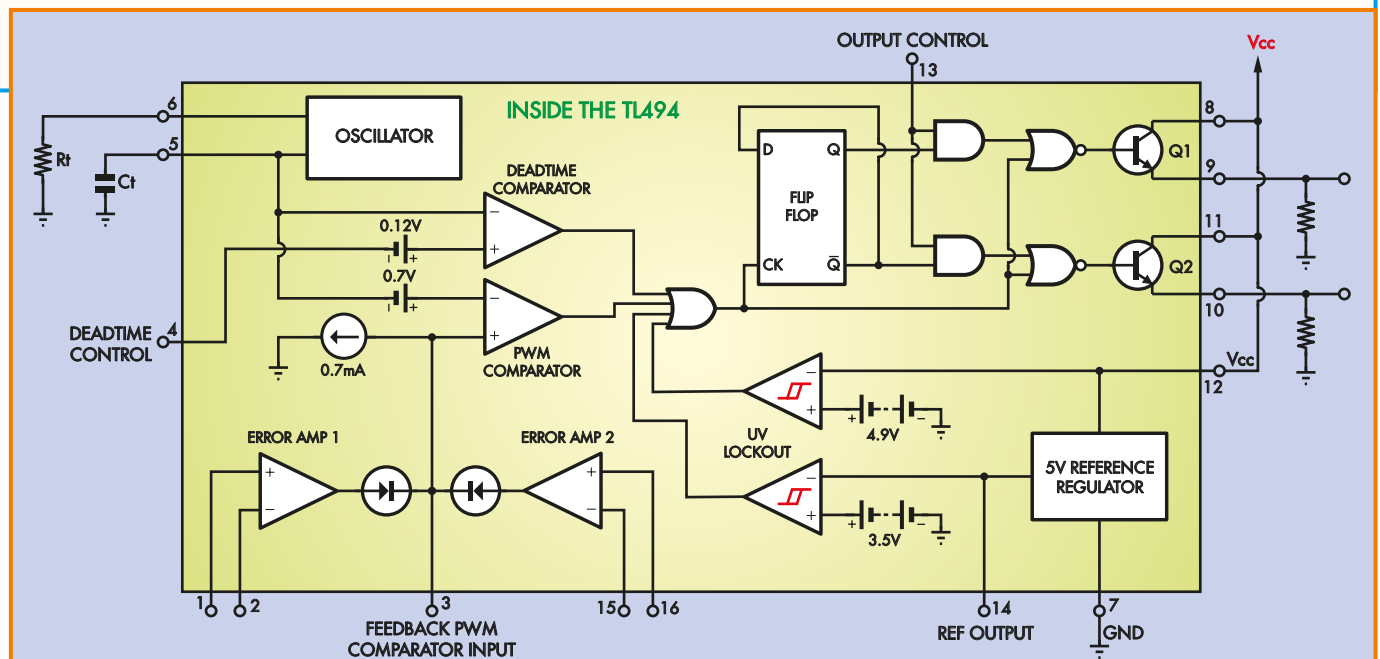 OUTPUT CONTROL
Vcc
13
INSIDE THE TL494
6
5
Rt
Ct
OSCILLATOR
DEADTIME
COMPARATOR
−
+
0.12V
− +
0.7V
− +
−
+
PWM
COMPARATOR
DEADTIME
CONTROL
4
0.7mA
D
Q
FLIP
FLOP
CK
Q̅
8
Q1
9
11
Q2
10
Vcc
12
−
+
+ −
4.9V
UV
LOCKOUT
−
+
+ −
3.5V
5V REFERENCE
REGULATOR
ERROR AMP 1
+
−
ERROR AMP 2
+
−
1
2
3
15
16
14
7
FEEDBACK PWM
COMPARATOR INPUT
REF OUTPUT
GND